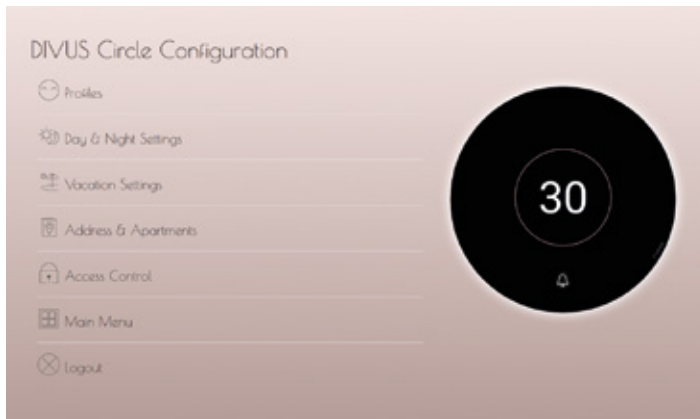 DIVUS Circle Configuration
Profiles
Day & Night Settings
Vacation Settings
Address & Apartments
Access Control
Main Menu
Logout
30